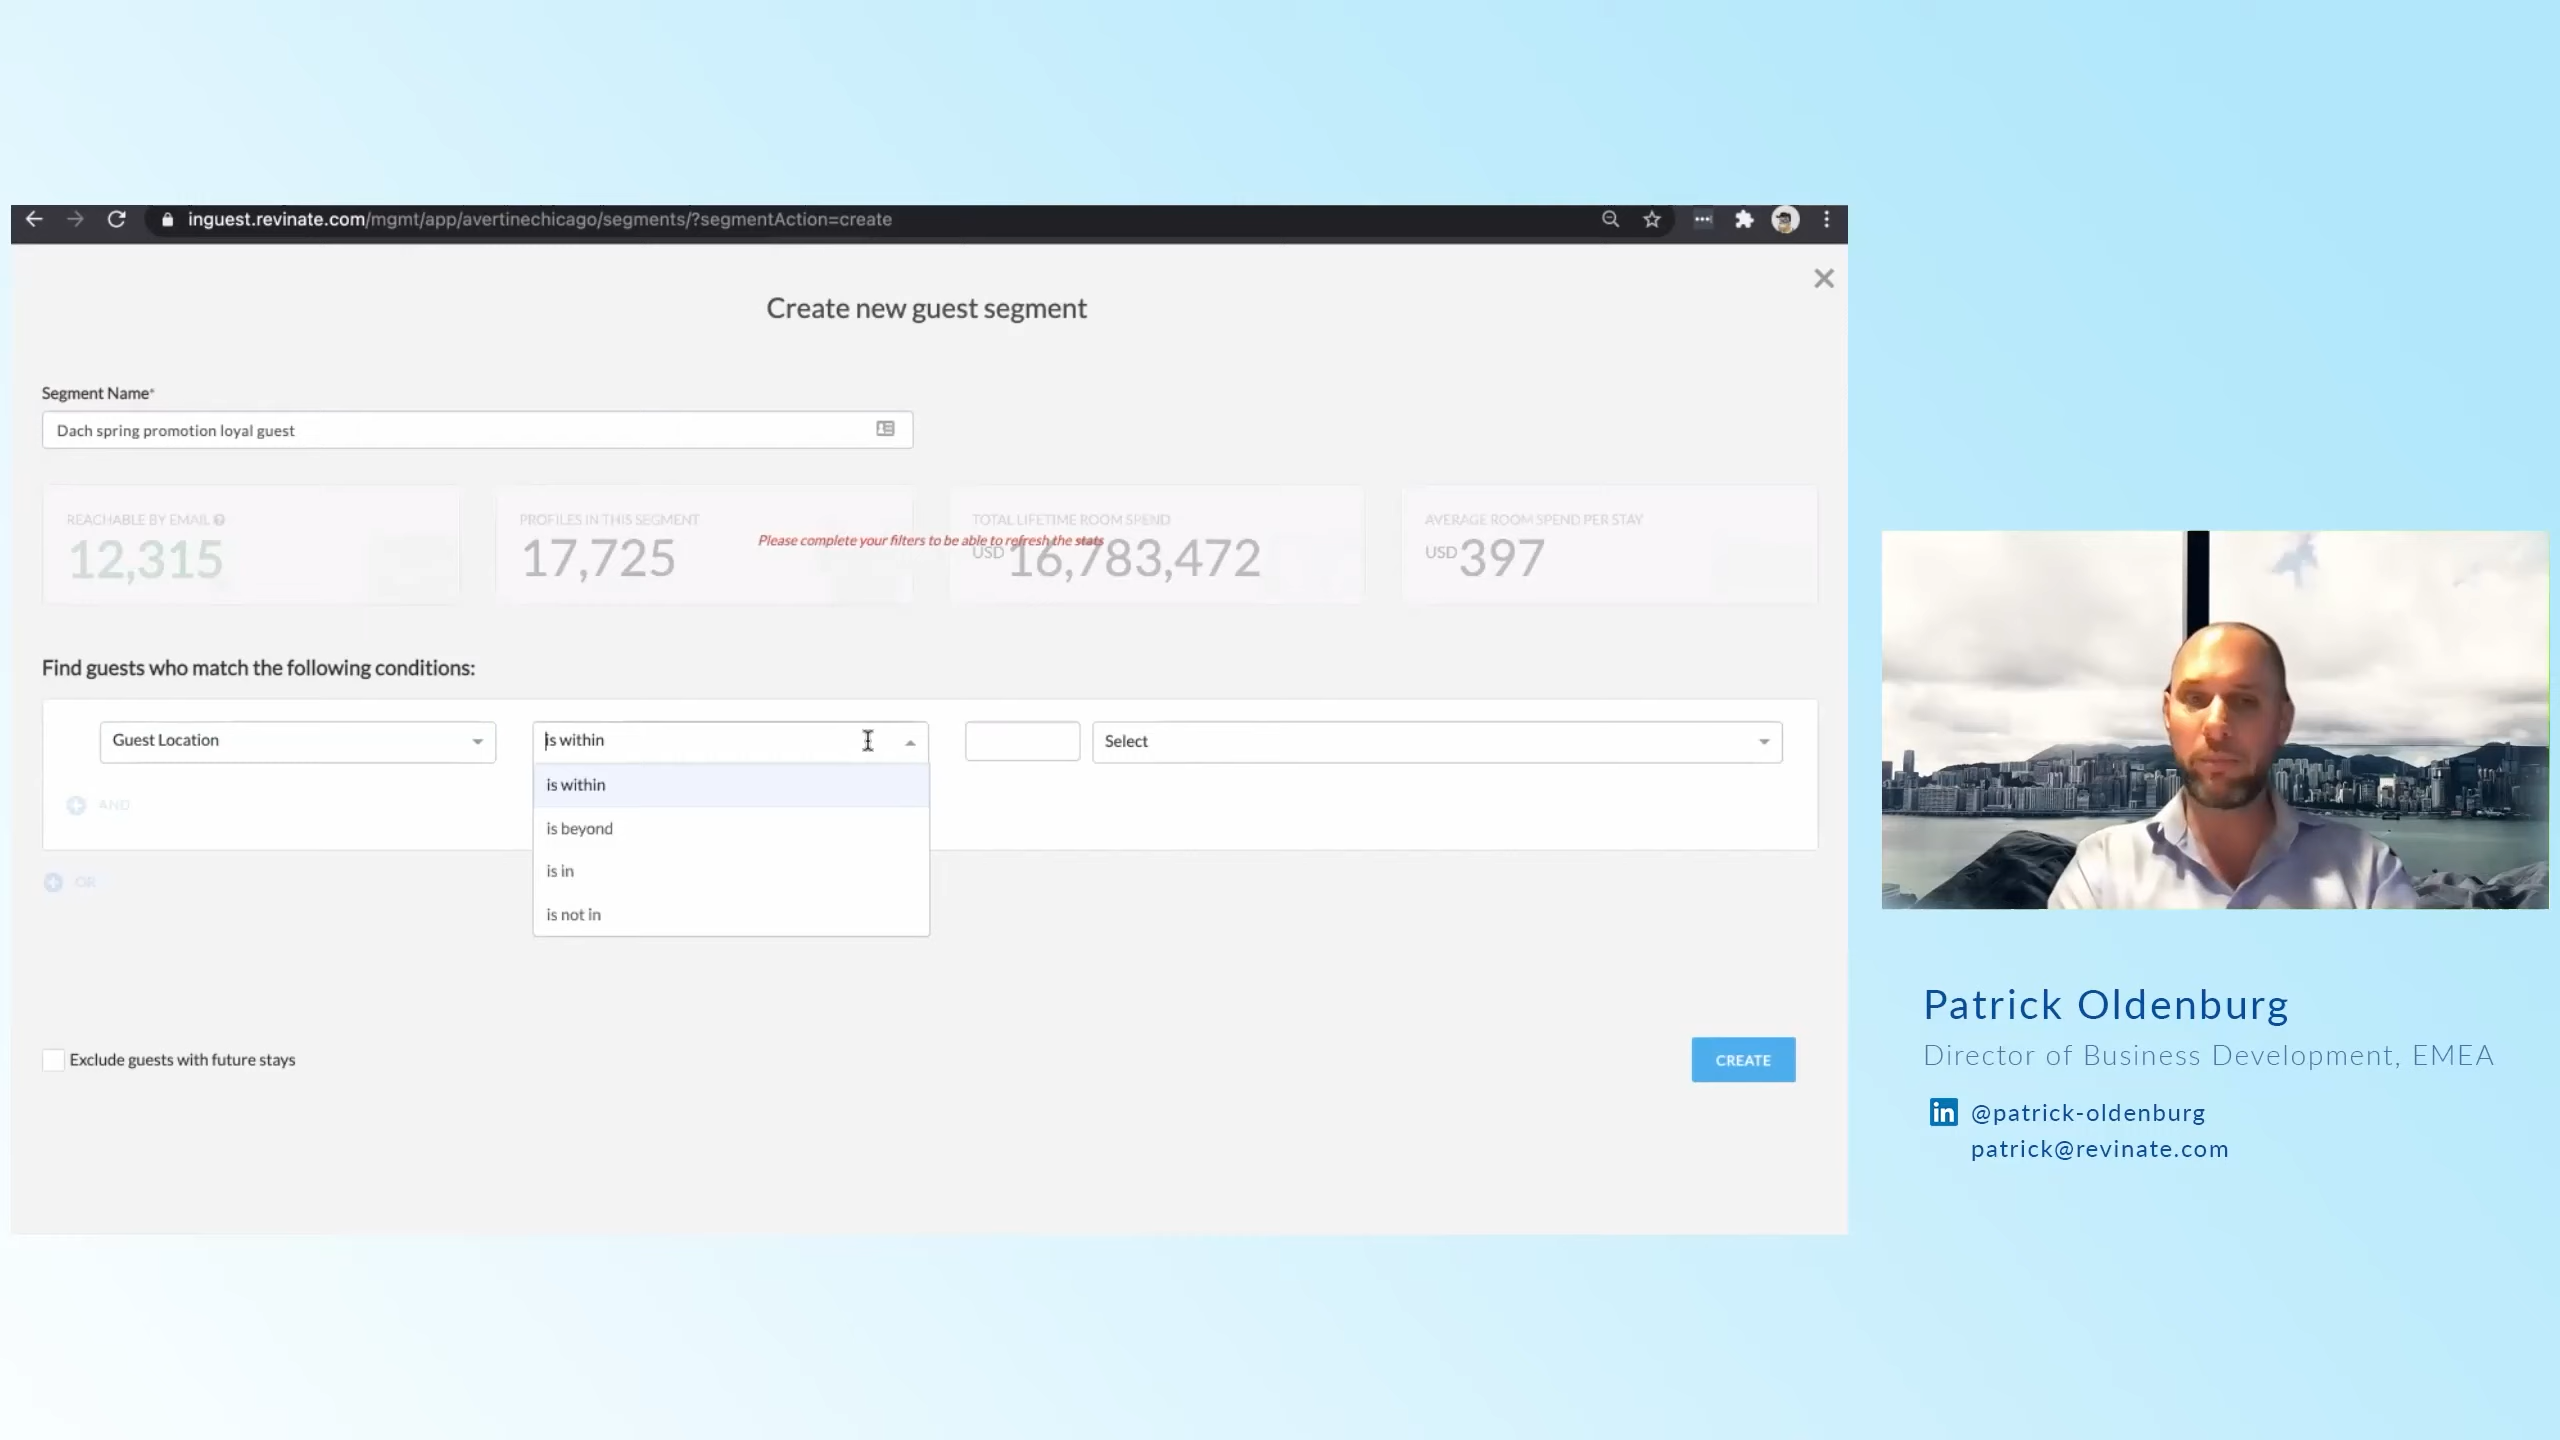 inguest.revinate.com/mgmt/app/avertinechicago/segments/?segmentAction=create
Create new guest segment
Segment Name*
Dach spring promotion loyal guest
REACHABLE BY EMAIL
12,315
PROFILES IN THIS SEGMENT
17,725
TOTAL LIFETIME ROOM SPEND
USD 16,783,472
AVERAGE ROOM SPEND PER STAY
USD 397
Please complete your filters to be able to refresh the stats
Find guests who match the following conditions:
Guest Location
is within
Select
is within
is beyond
is in
is not in
AND
OR
Exclude guests with future stays
CREATE
Patrick Oldenburg
Director of Business Development, EMEA
in @patrick-oldenburg
patrick@revinate.com